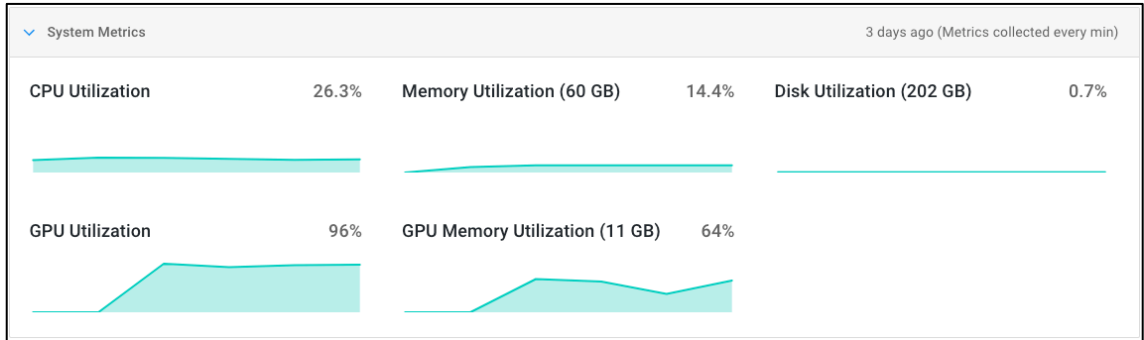 System Metrics
3 days ago (Metrics collected every min)
CPU Utilization 26.3%
Memory Utilization (60 GB) 14.4%
Disk Utilization (202 GB) 0.7%
GPU Utilization 96%
GPU Memory Utilization (11 GB) 64%